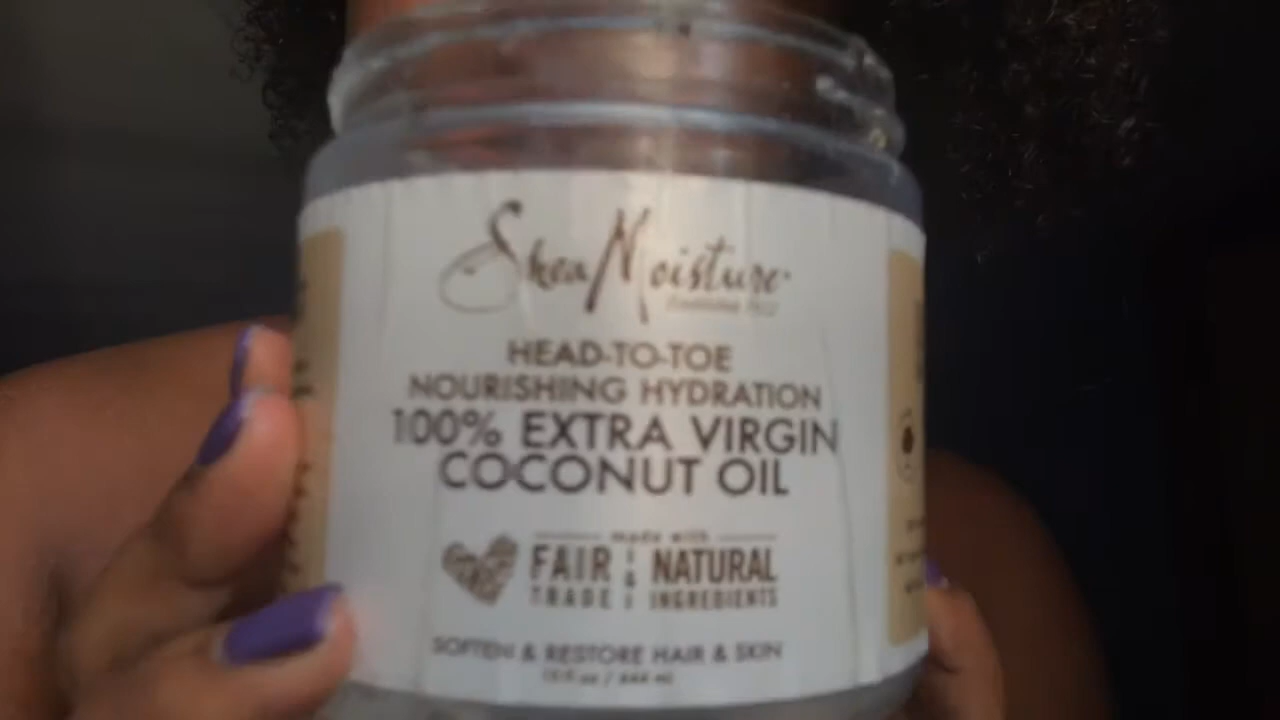 SheaMoisture
HEAD-TO-TOE
NOURISHING HYDRATION
100% EXTRA VIRGIN
COCONUT OIL
made with
FAIR & NATURAL
TRADE INGREDIENTS
SOFTEN & RESTORE HAIR & SKIN